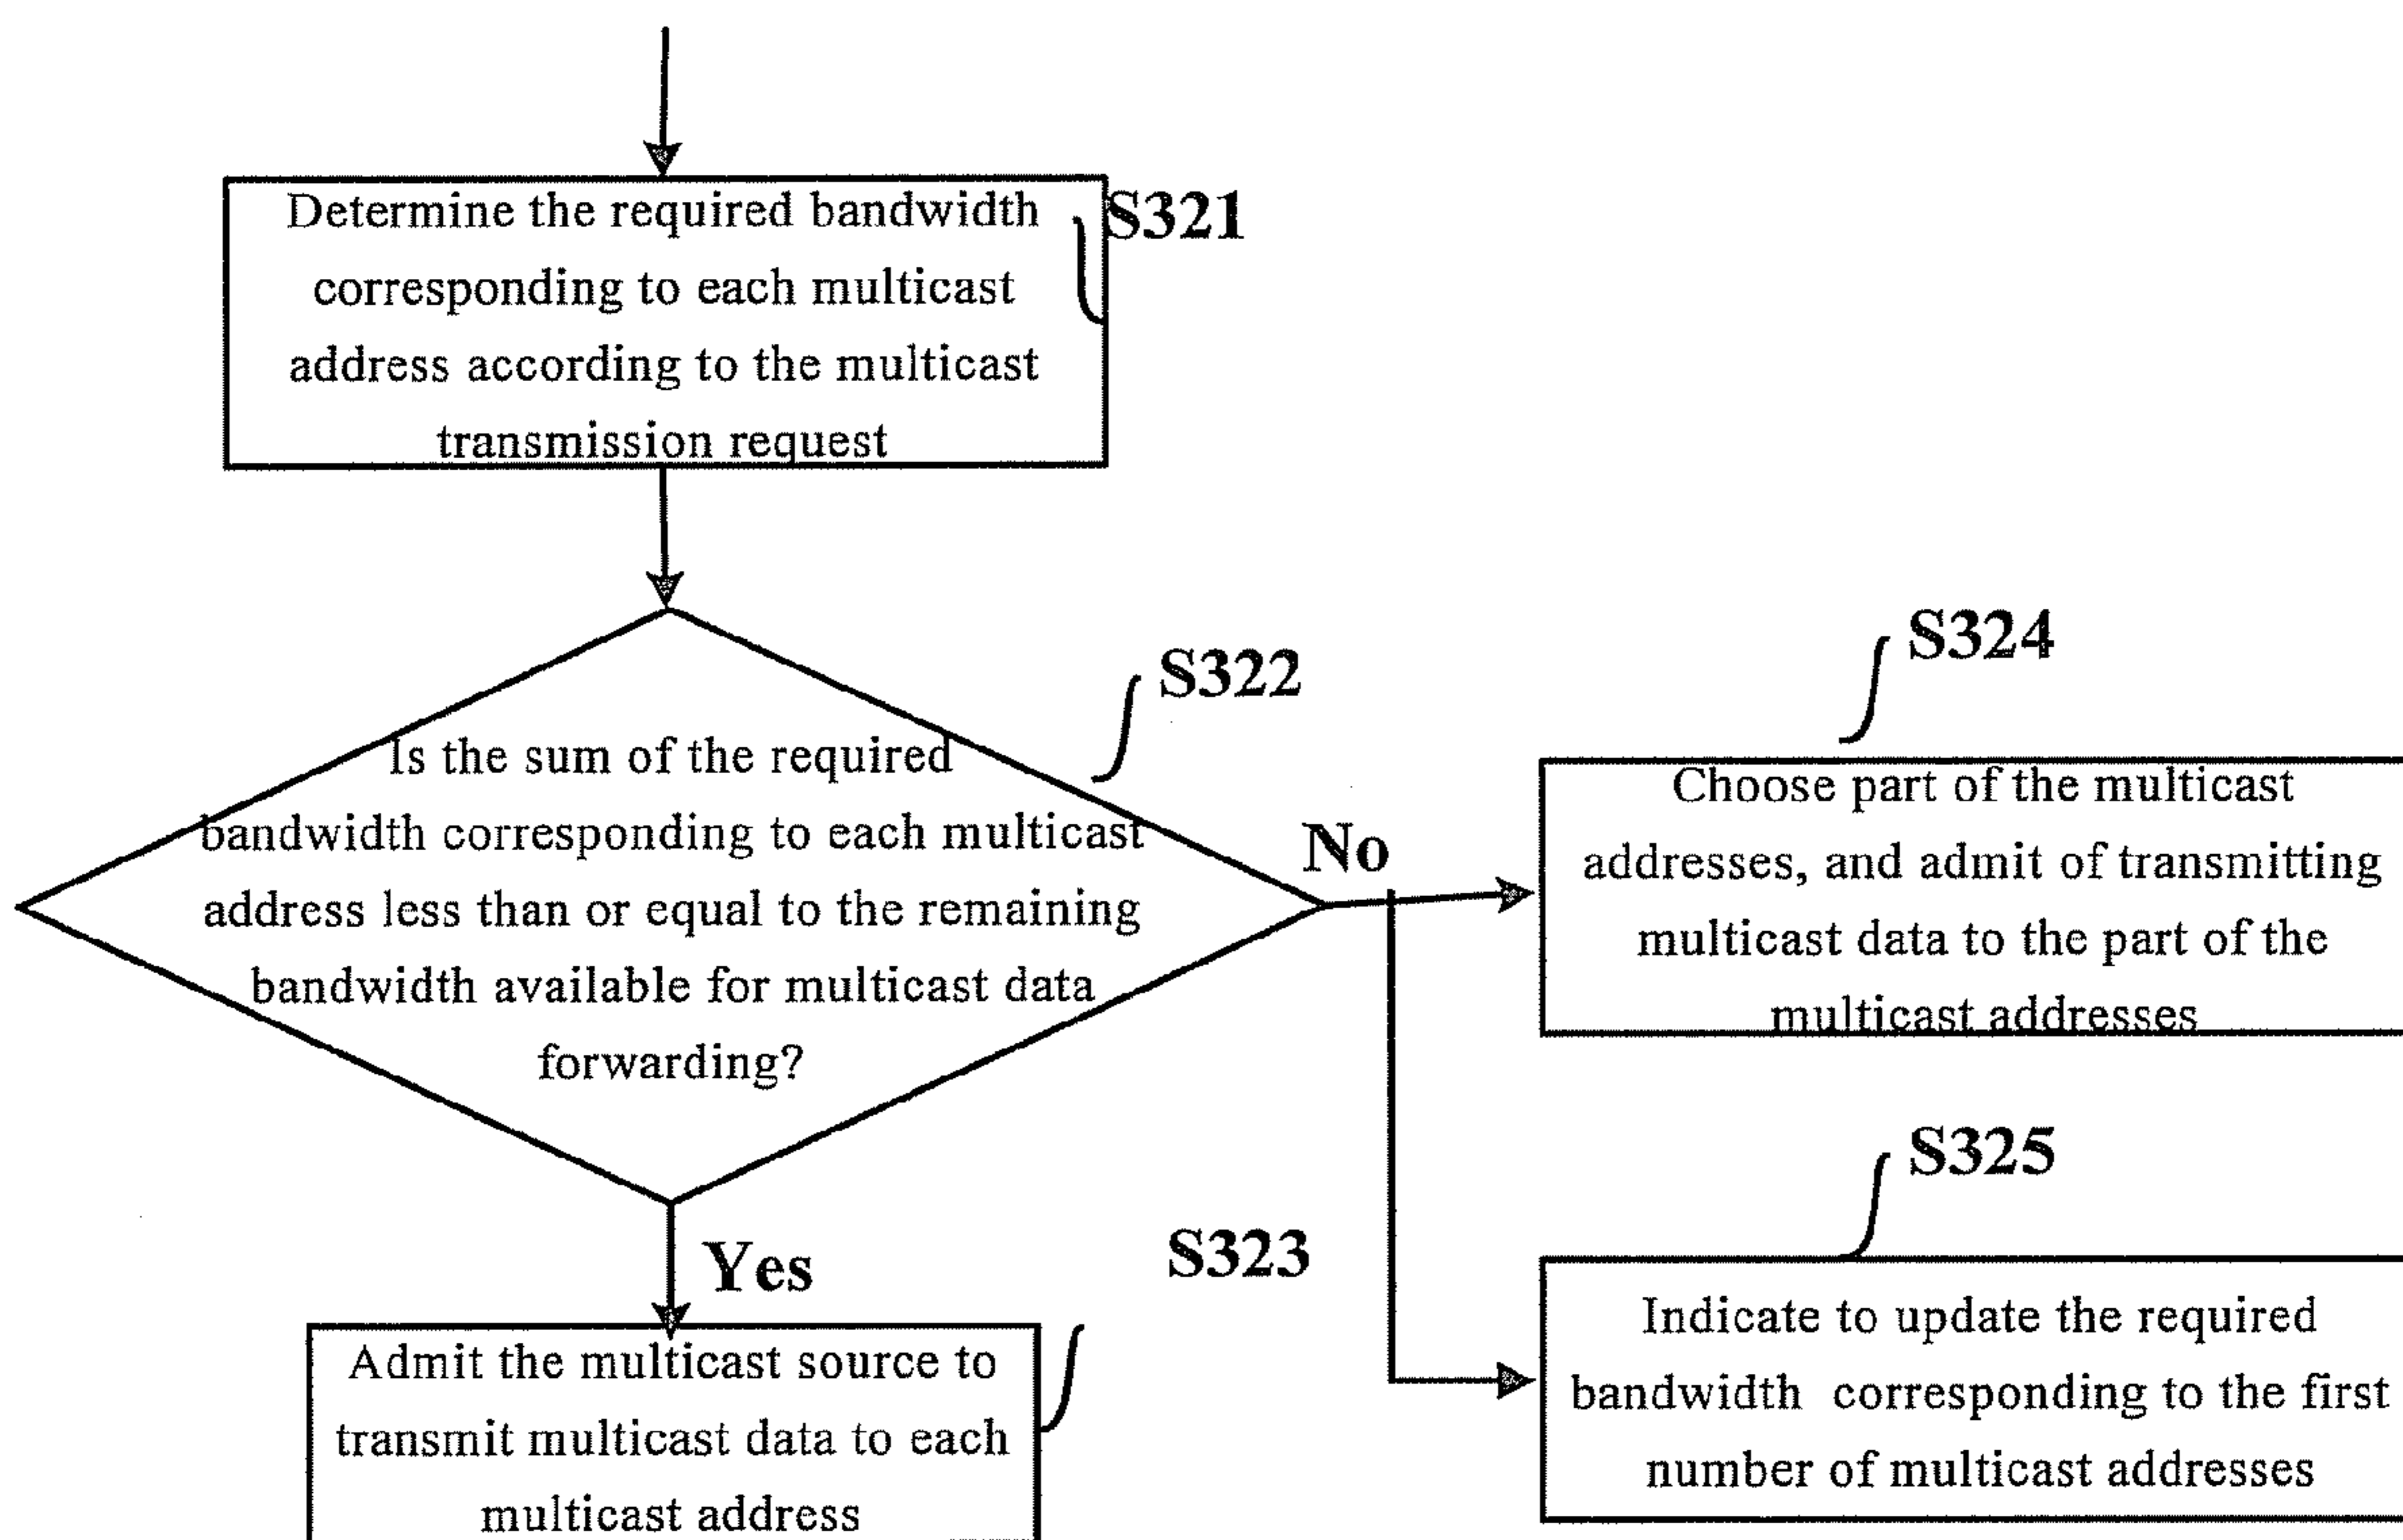 Determine the required bandwidth
corresponding to each multicast
address according to the multicast
transmission request
S321
Is the sum of the required
bandwidth corresponding to each multicast
address less than or equal to the remaining
bandwidth available for multicast data
forwarding?
S322
No
S324
Choose part of the multicast
addresses, and admit of transmitting
multicast data to the part of the
multicast addresses
S325
Indicate to update the required
bandwidth corresponding to the first
number of multicast addresses
Yes
S323
Admit the multicast source to
transmit multicast data to each
multicast address